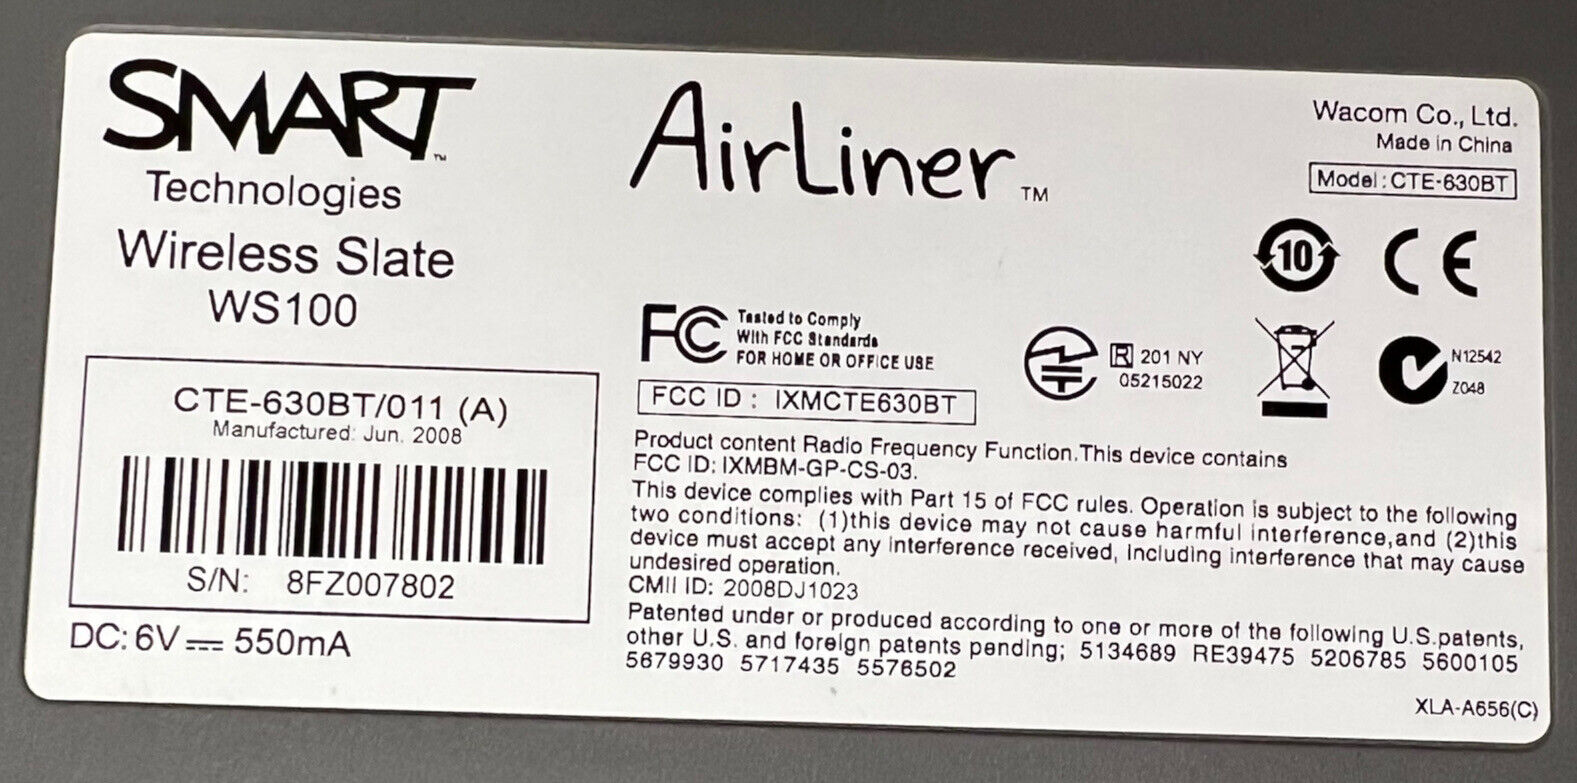 SMART™
Technologies
Wireless Slate
WS100
CTE-630BT/011 (A)
Manufactured: Jun. 2008
S/N: 8FZ007802
DC: 6V⎓550mA
AirLiner™
Wacom Co., Ltd.
Made in China
Model : CTE-630BT
10
CE
FC Tested to Comply
With FCC Standards
FOR HOME OR OFFICE USE
FCC ID : IXMCTE630BT
R 201 NY
05215022
N12542
Z048
Product content Radio Frequency Function.This device contains
FCC ID: IXMBM-GP-CS-03.
This device complies with Part 15 of FCC rules. Operation is subject to the following
two conditions: (1)this device may not cause harmful interference,and (2)this
device must accept any interference received, including interference that may cause
undesired operation.
CMII ID: 2008DJ1023
Patented under or produced according to one or more of the following U.S.patents,
other U.S. and foreign patents pending; 5134689 RE39475 5206785 5600105
5679930 5717435 5576502
XLA-A656(C)